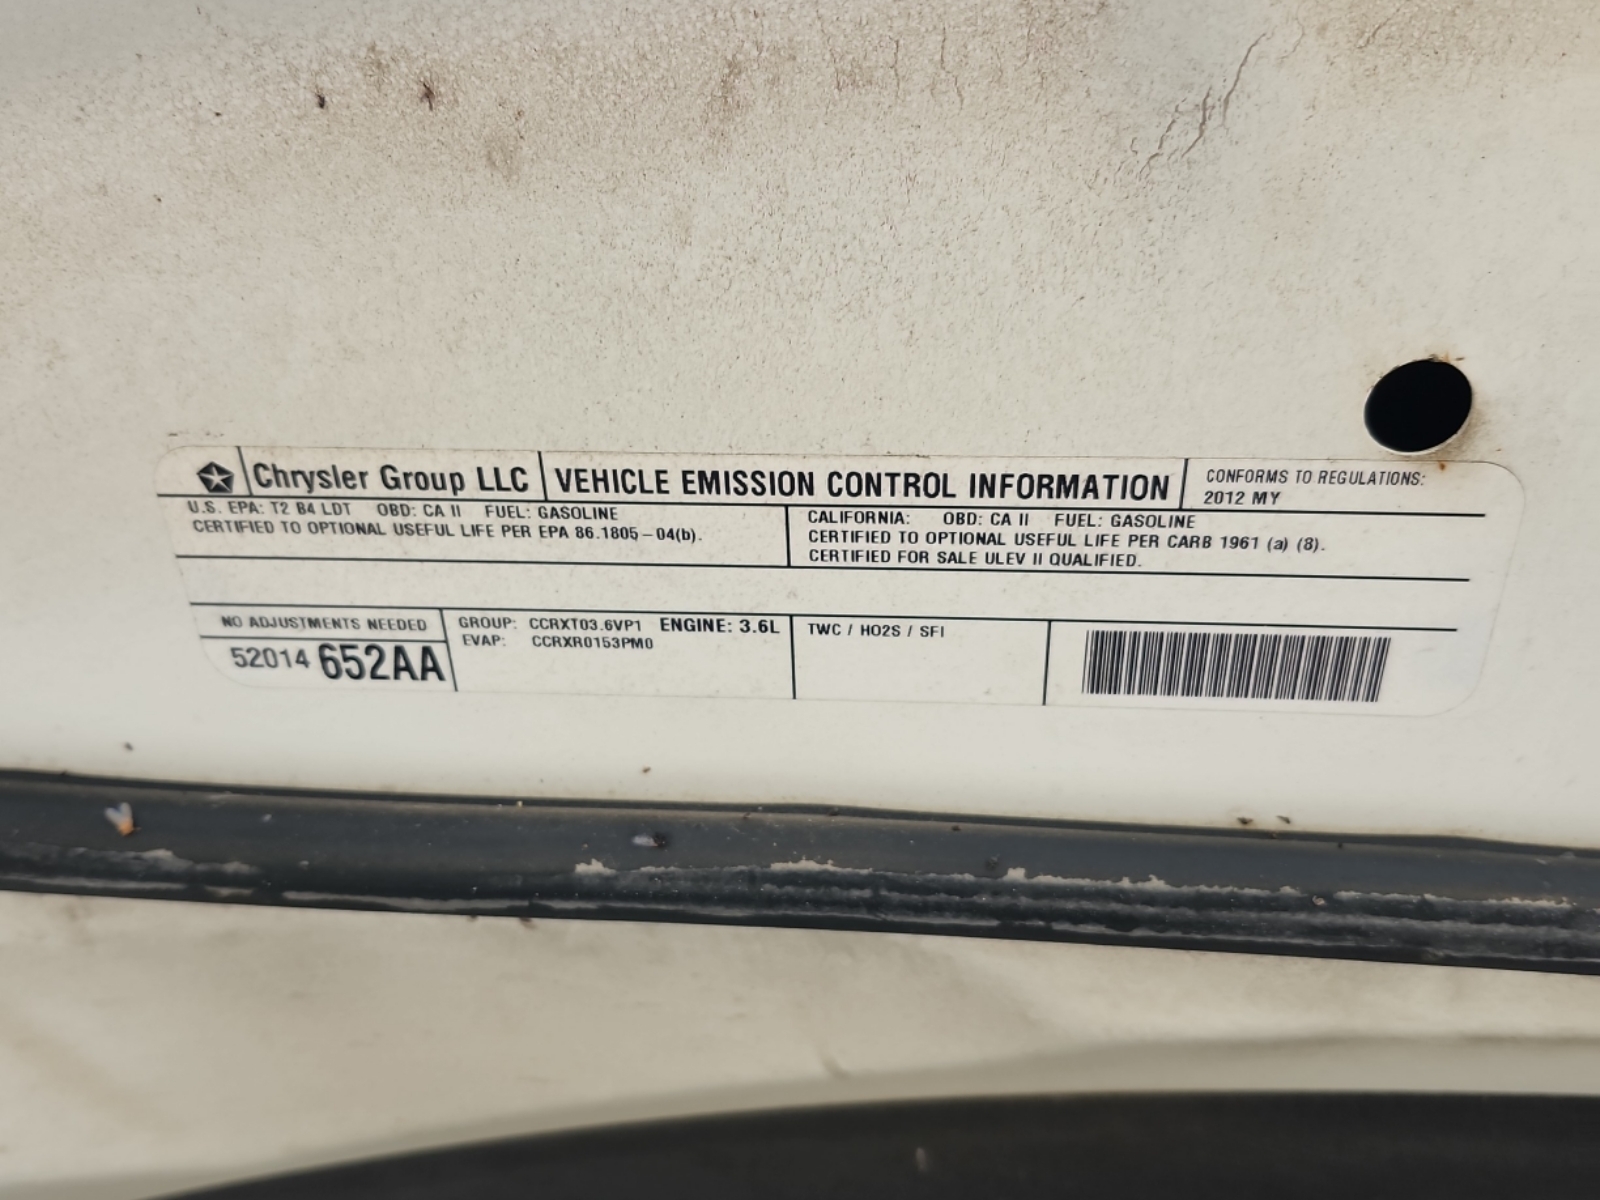 Chrysler Group LLC VEHICLE EMISSION CONTROL INFORMATION
CONFORMS TO REGULATIONS:
2012 MY
U.S. EPA: T2 B4 LDT OBD: CA II FUEL: GASOLINE
CERTIFIED TO OPTIONAL USEFUL LIFE PER EPA 86.1805-04(b).
CALIFORNIA: OBD: CA II FUEL: GASOLINE
CERTIFIED TO OPTIONAL USEFUL LIFE PER CARB 1961 (a) (8).
CERTIFIED FOR SALE ULEV II QUALIFIED.
NO ADJUSTMENTS NEEDED
52014 652AA
GROUP: CCRXT03.6VP1 ENGINE: 3.6L
EVAP: CCRXR0153PM0
TWC / HO2S / SFI